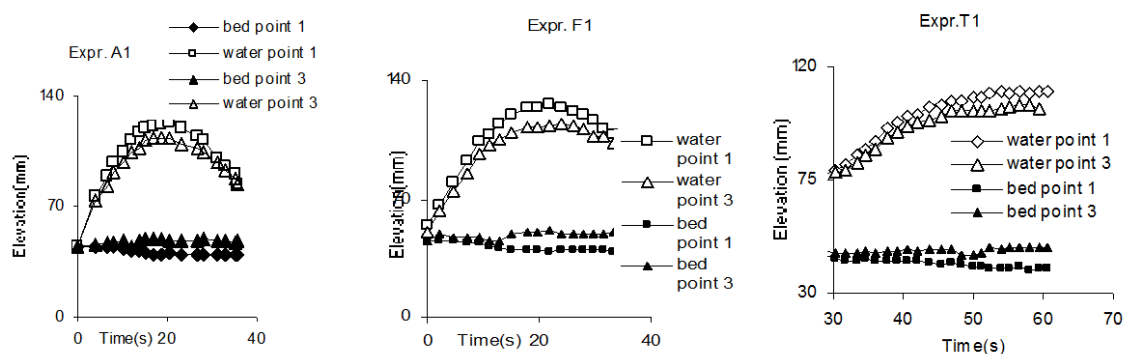 Expr. A1
bed point 1
water point 1
bed point 3
water point 3
Elevation(mm)
140
70
0
0 Time(s) 20 40
Expr. F1
Elevation(mm)
140
70
0
0 Time(s) 20 40
water
point 1
water
point 3
bed
point 1
bed
point 3
Expr.T1
Elevation(mm)
120
75
30
30 40 50 60 70
Time(s)
water point 1
water point 3
bed point 1
bed point 3